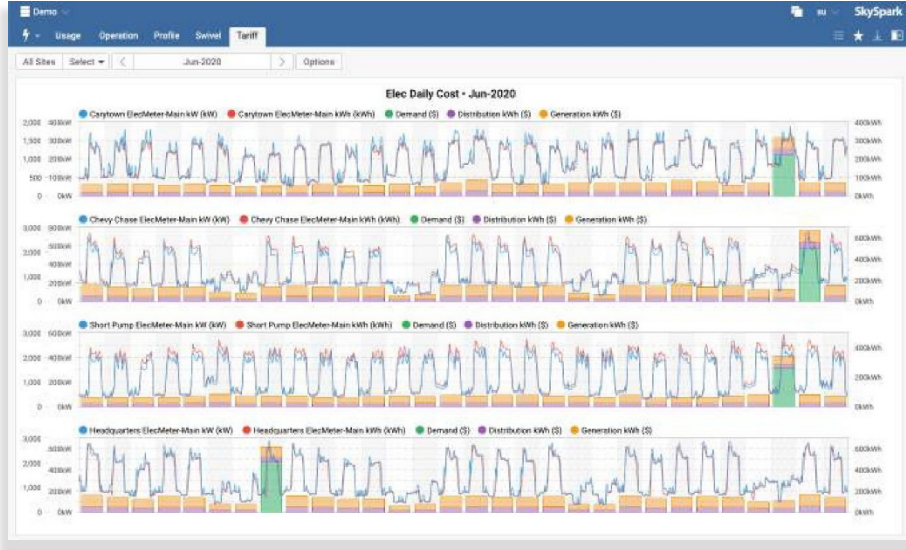 Demo
su
SkySpark
Usage Operation Profile Swivel Tariff
All Sites Select Jun-2020 Options
Elec Daily Cost - Jun-2020
Carytown ElecMeter-Main kW (kW) Carytown ElecMeter-Main kWh (kWh) Demand ($) Distribution kWh ($) Generation kWh ($)
2,000 400kW 400kWh
1,500 300kW 300kWh
1,000 200kW 200kWh
500 100kW 100kWh
0 0kW 0kWh
Chevy Chase ElecMeter-Main kW (kW) Chevy Chase ElecMeter-Main kWh (kWh) Demand ($) Distribution kWh ($) Generation kWh ($)
3,000 800kW
600kW 600kWh
2,000 400kWh
400kW
1,000 200kW 200kWh
0 0kW 0kWh
Short Pump ElecMeter-Main kW (kW) Short Pump ElecMeter-Main kWh (kWh) Demand ($) Distribution kWh ($) Generation kWh ($)
3,000 600kW
400kWh
2,000 400kW
1,000 200kW 200kWh
0 0kW 0kWh
Headquarters ElecMeter-Main kW (kW) Headquarters ElecMeter-Main kWh (kWh) Demand ($) Distribution kWh ($) Generation kWh ($)
3,000
600kW 600kWh
2,000 400kW 400kWh
1,000 200kW 200kWh
0 0kW 0kWh